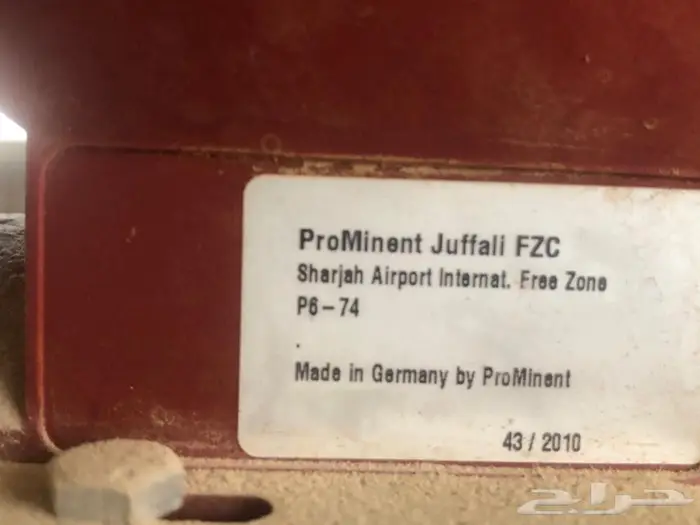 ProMinent Juffali FZC
Sharjah Airport Internat. Free Zone
P6-74
Made in Germany by ProMinent
43/2010
حراج